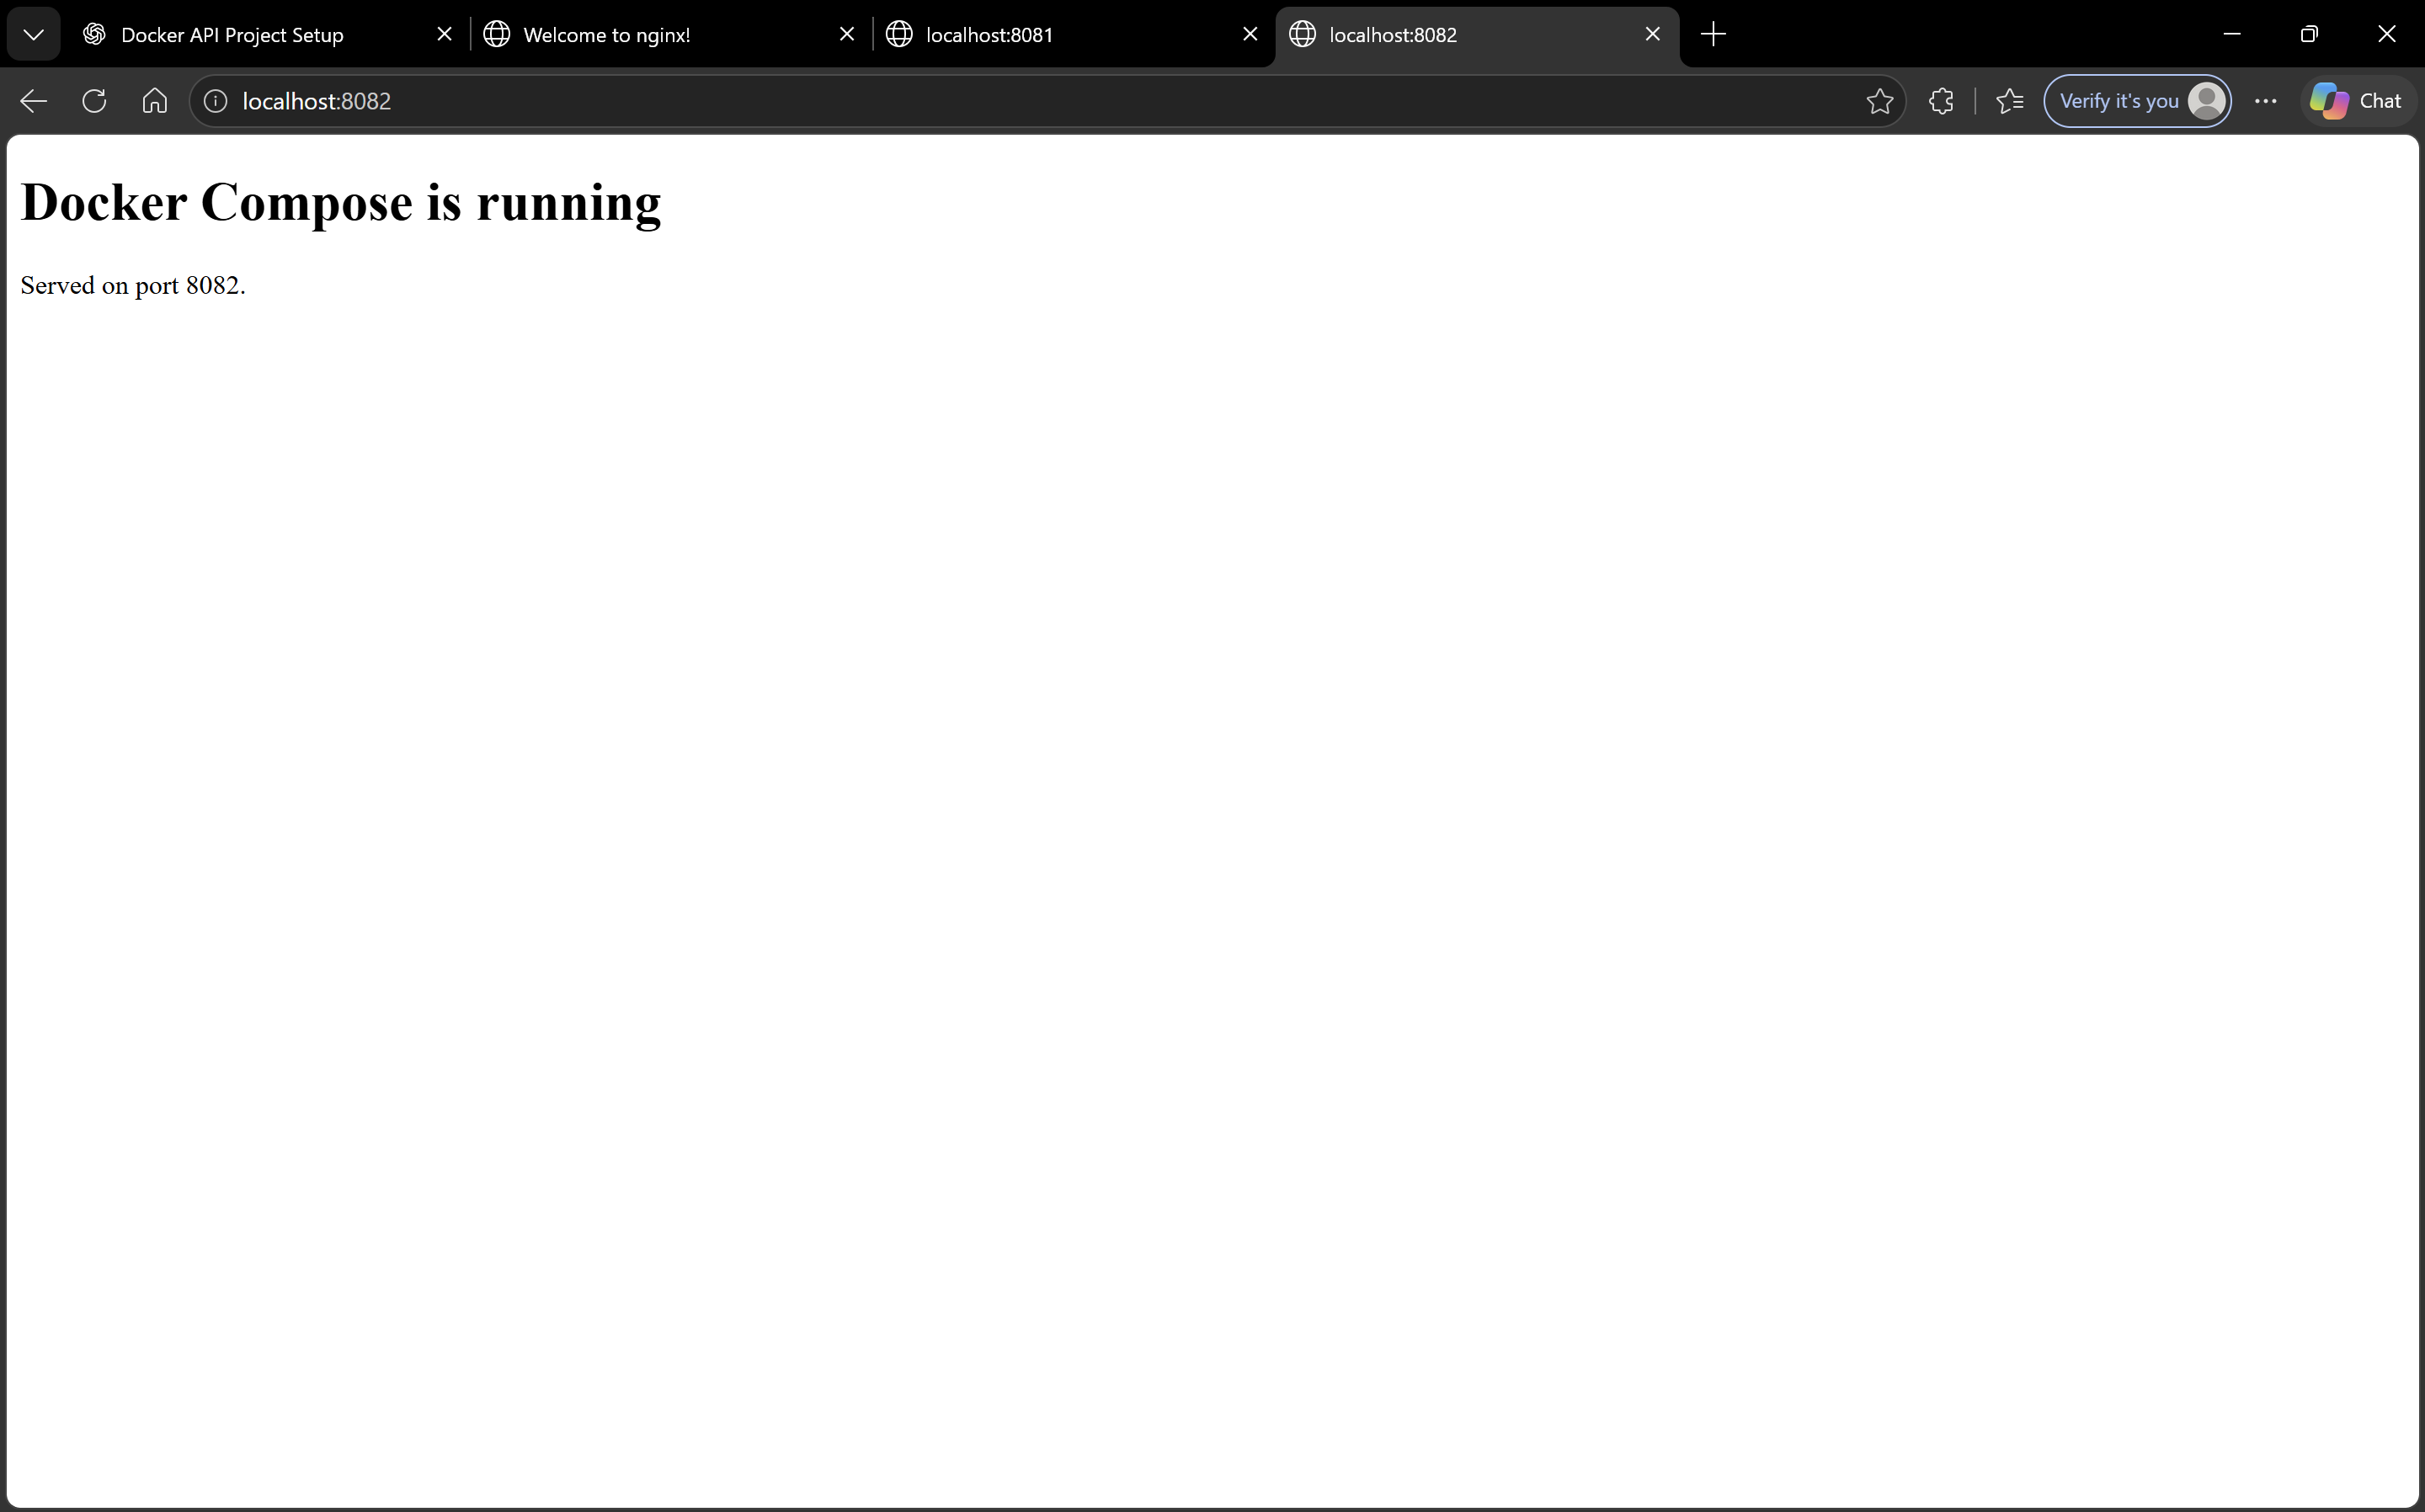 Docker API Project Setup
Welcome to nginx!
localhost:8081
localhost:8082
localhost:8082
Verify it's you
Chat
Docker Compose is running
Served on port 8082.